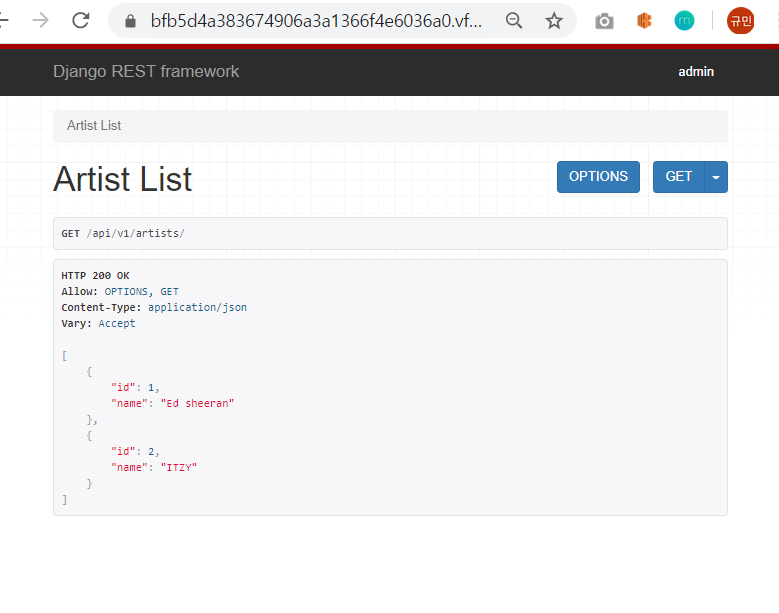 bfb5d4a383674906a3a1366f4e6036a0.vf...
규민
Django REST framework
admin
Artist List
Artist List
OPTIONS
GET
GET /api/v1/artists/
HTTP 200 OK
Allow: OPTIONS, GET
Content-Type: application/json
Vary: Accept
[
    {
        "id": 1,
        "name": "Ed sheeran"
    },
    {
        "id": 2,
        "name": "ITZY"
    }
]